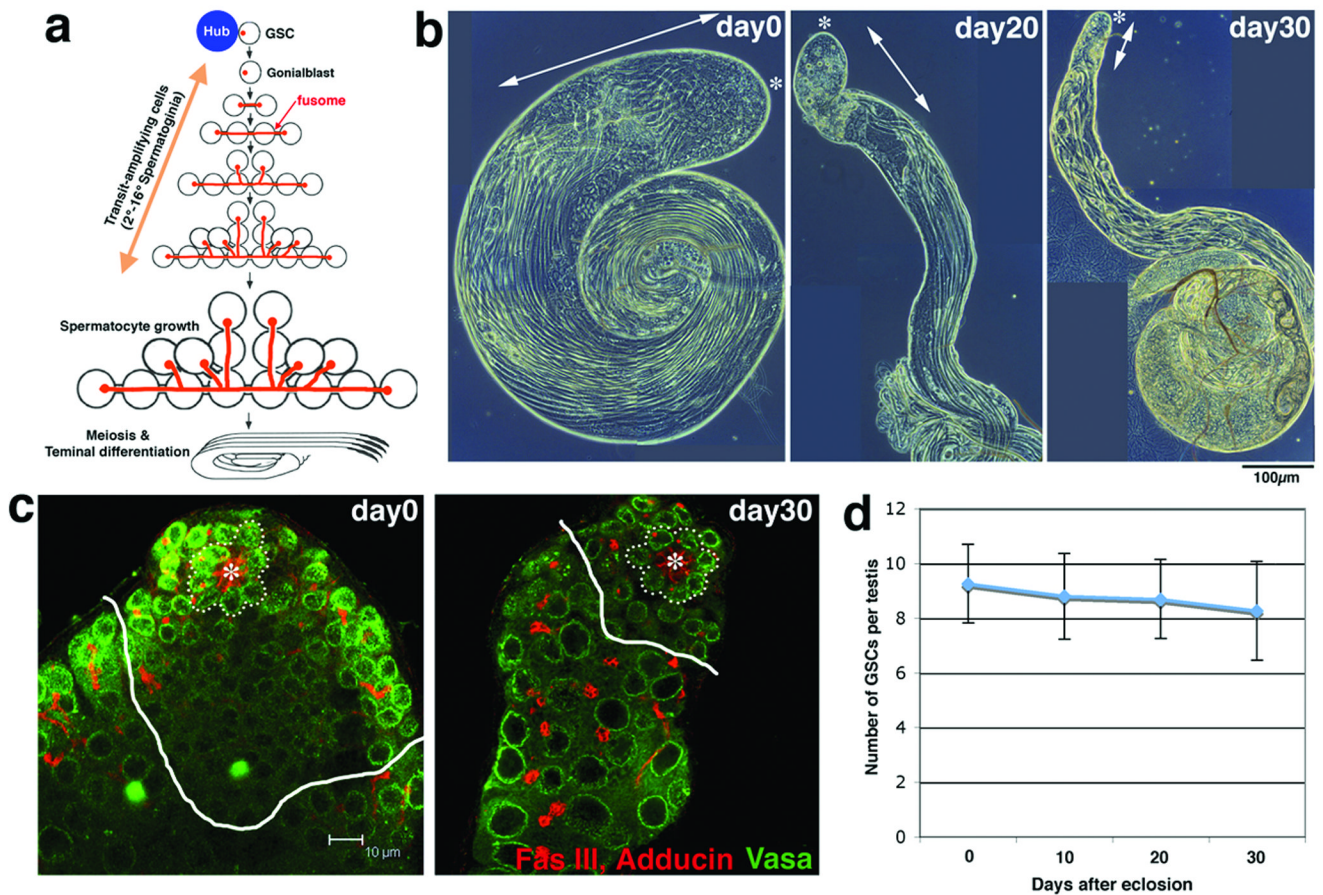 a
Hub
GSC
Gonialblast
fusome
Transit-amplifying cells
(2°-16° Spermatoginia)
Spermatocyte growth
Meiosis &
Teminal differentiation
b
day0
*
day20
*
day30
*
100µm
c
day0
*
10 µm
day30
*
Fas III, Adducin Vasa
d
Number of GSCs per testis
12
10
8
6
4
2
0
0 10 20 30
Days after eclosion